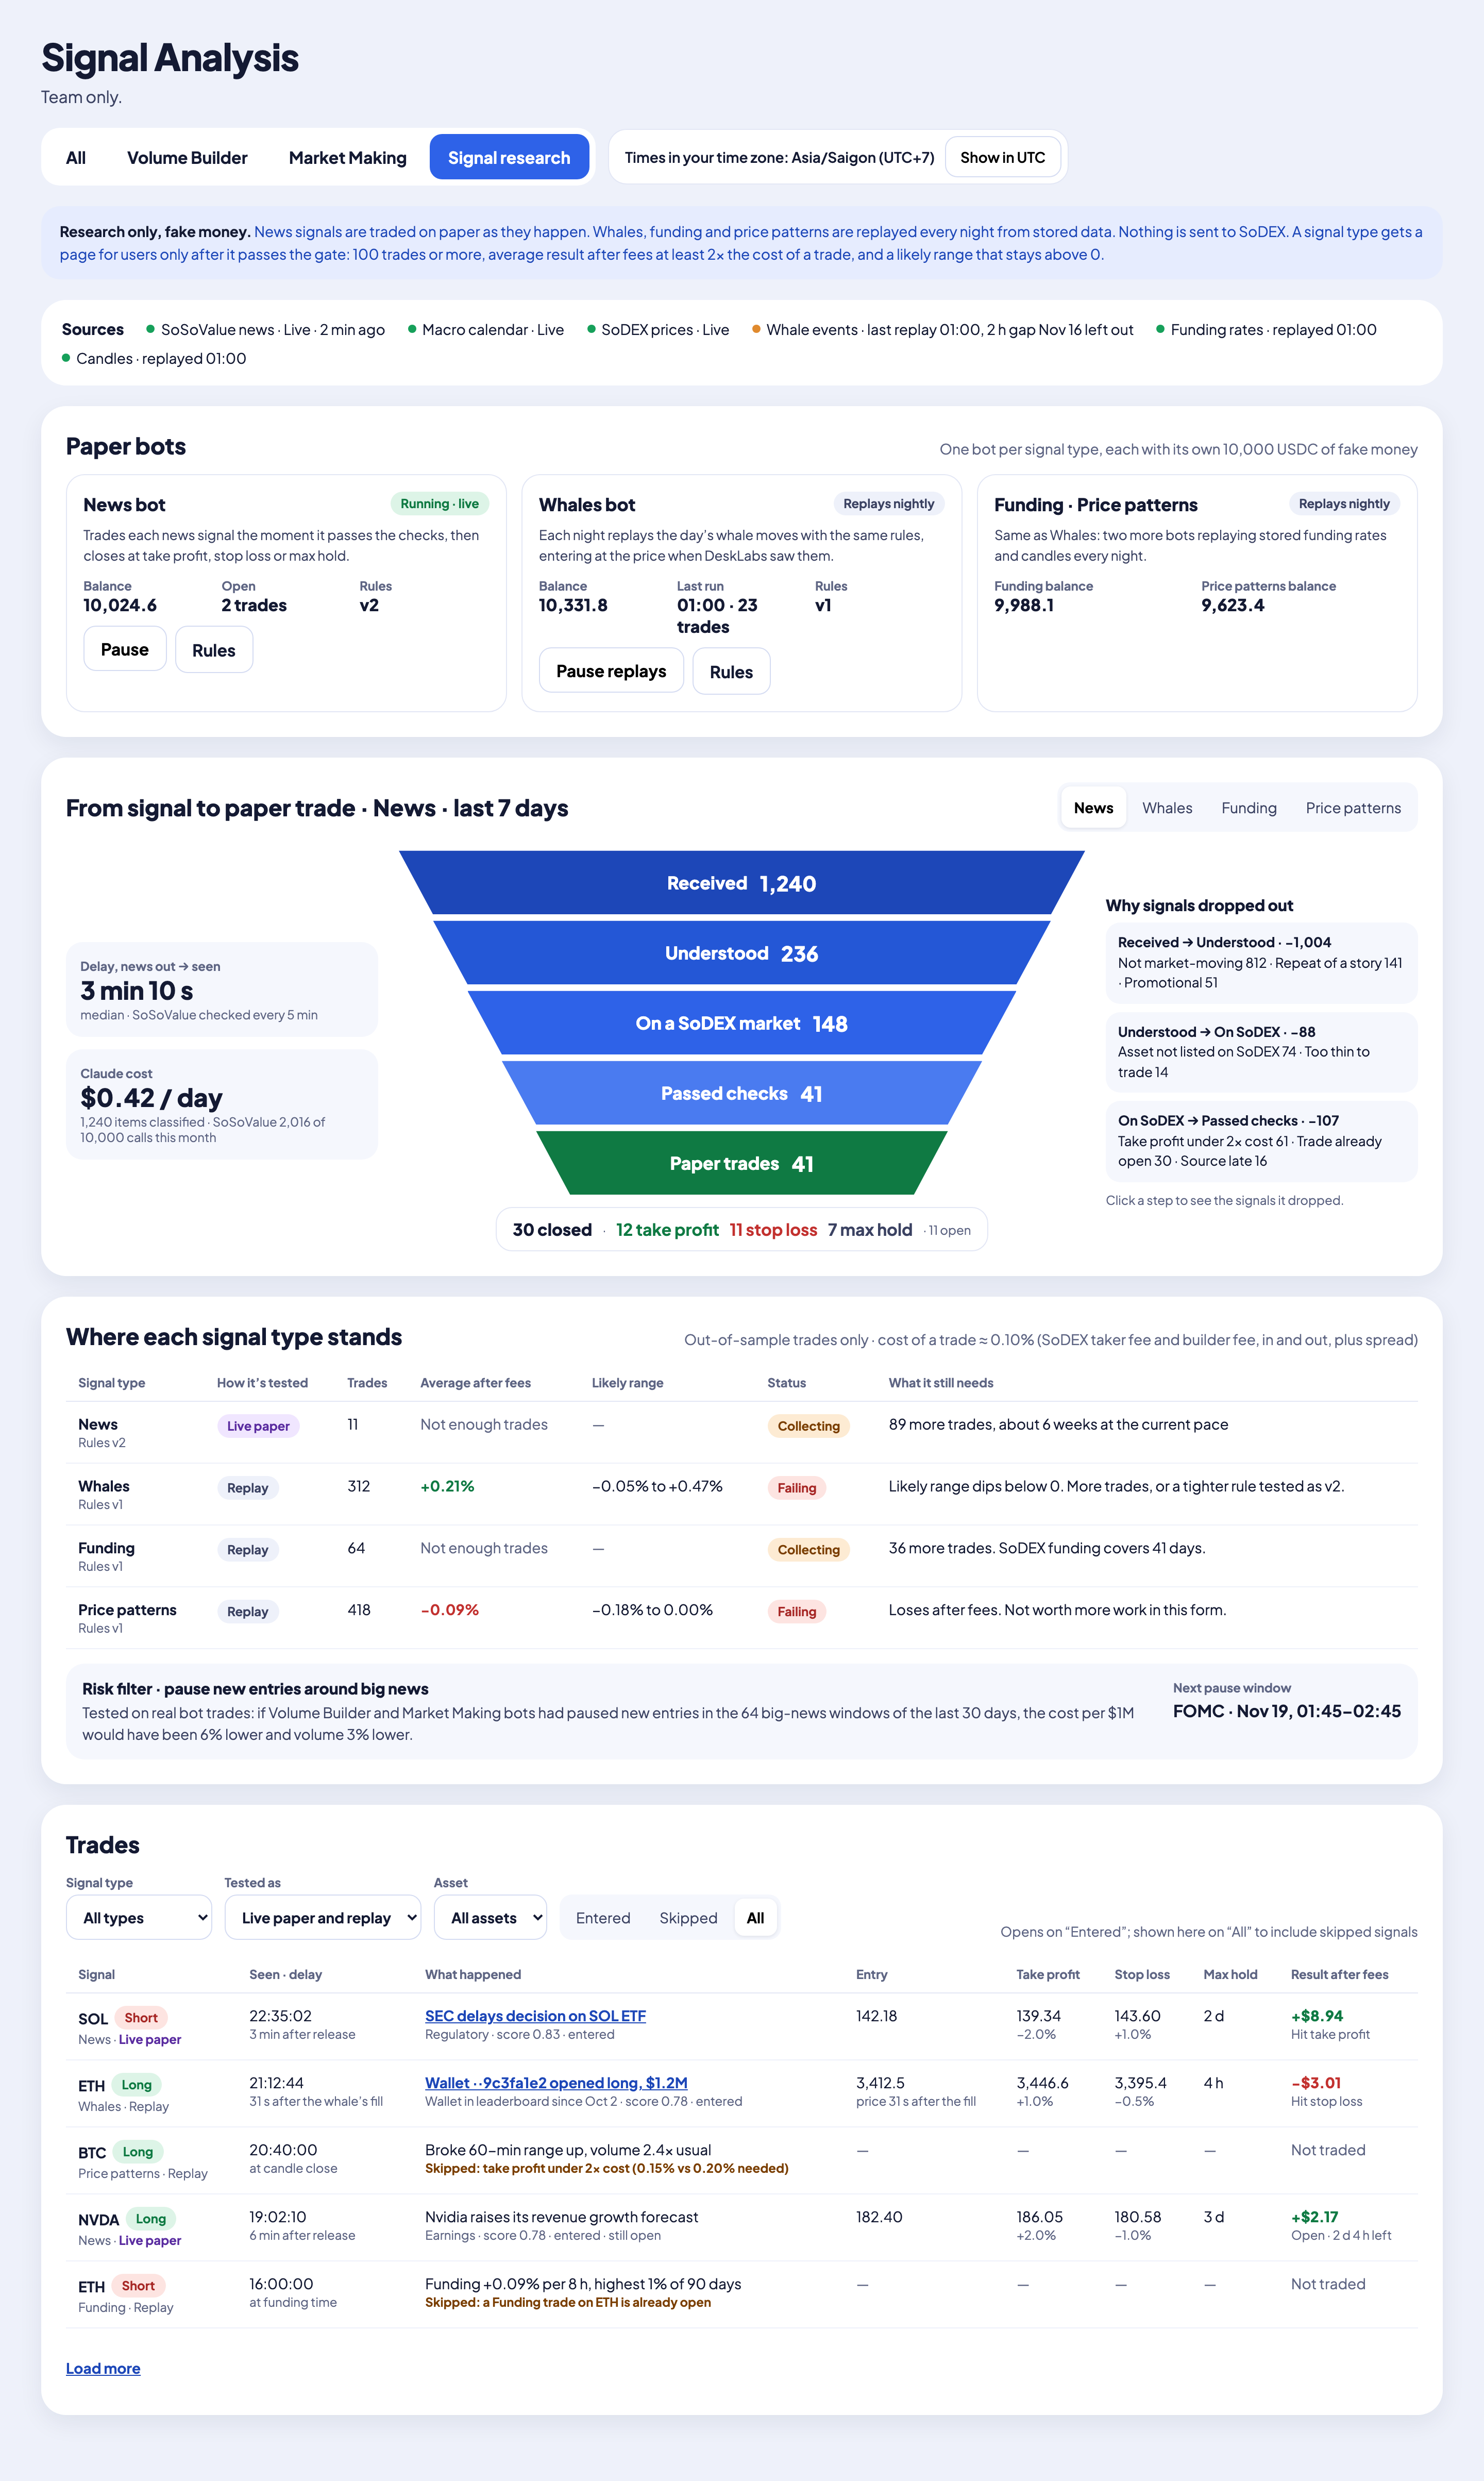 Signal Analysis
Team only.
All
Volume Builder
Market Making
Signal research
Times in your time zone: Asia/Saigon (UTC+7)
Show in UTC
Research only, fake money. News signals are traded on paper as they happen. Whales, funding and price patterns are replayed every night from stored data. Nothing is sent to SoDEX. A signal type gets a
page for users only after it passes the gate: 100 trades or more, average result after fees at least 2× the cost of a trade, and a likely range that stays above 0.
Sources
SoSoValue news · Live · 2 min ago
Macro calendar · Live
SoDEX prices · Live
Whale events · last replay 01:00, 2 h gap Nov 16 left out
Funding rates · replayed 01:00
Candles · replayed 01:00
Paper bots
One bot per signal type, each with its own 10,000 USDC of fake money
News bot
Running · live
Trades each news signal the moment it passes the checks, then
closes at take profit, stop loss or max hold.
Balance
10,024.6
Open
2 trades
Rules
v2
Pause
Rules
Whales bot
Replays nightly
Each night replays the day's whale moves with the same rules,
entering at the price when DeskLabs saw them.
Balance
10,331.8
Last run
01:00 · 23
trades
Rules
v1
Pause replays
Rules
Funding · Price patterns
Replays nightly
Same as Whales: two more bots replaying stored funding rates
and candles every night.
Funding balance
9,988.1
Price patterns balance
9,623.4
From signal to paper trade · News · last 7 days
News
Whales
Funding
Price patterns
Delay, news out → seen
3 min 10 s
median · SoSoValue checked every 5 min
Claude cost
$0.42 / day
1,240 items classified · SoSoValue 2,016 of
10,000 calls this month
Received 1,240
Understood 236
On a SoDEX market 148
Passed checks 41
Paper trades 41
30 closed · 12 take profit 11 stop loss 7 max hold · 11 open
Why signals dropped out
Received → Understood · −1,004
Not market-moving 812 · Repeat of a story 141
· Promotional 51
Understood → On SoDEX · −88
Asset not listed on SoDEX 74 · Too thin to
trade 14
On SoDEX → Passed checks · −107
Take profit under 2× cost 61 · Trade already
open 30 · Source late 16
Click a step to see the signals it dropped.
Where each signal type stands
Out-of-sample trades only · cost of a trade ≈ 0.10% (SoDEX taker fee and builder fee, in and out, plus spread)
Signal type
How it's tested
Trades
Average after fees
Likely range
Status
What it still needs
News
Rules v2
Live paper
11
Not enough trades
—
Collecting
89 more trades, about 6 weeks at the current pace
Whales
Rules v1
Replay
312
+0.21%
−0.05% to +0.47%
Failing
Likely range dips below 0. More trades, or a tighter rule tested as v2.
Funding
Rules v1
Replay
64
Not enough trades
—
Collecting
36 more trades. SoDEX funding covers 41 days.
Price patterns
Rules v1
Replay
418
−0.09%
−0.18% to 0.00%
Failing
Loses after fees. Not worth more work in this form.
Risk filter · pause new entries around big news
Tested on real bot trades: if Volume Builder and Market Making bots had paused new entries in the 64 big-news windows of the last 30 days, the cost per $1M
would have been 6% lower and volume 3% lower.
Next pause window
FOMC · Nov 19, 01:45–02:45
Trades
Signal type
All types
Tested as
Live paper and replay
Asset
All assets
Entered
Skipped
All
Opens on “Entered”; shown here on “All” to include skipped signals
Signal
Seen · delay
What happened
Entry
Take profit
Stop loss
Max hold
Result after fees
SOL Short
News · Live paper
22:35:02
3 min after release
SEC delays decision on SOL ETF
Regulatory · score 0.83 · entered
142.18
139.34
−2.0%
143.60
+1.0%
2 d
+$8.94
Hit take profit
ETH Long
Whales · Replay
21:12:44
31 s after the whale's fill
Wallet ··9c3fa1e2 opened long, $1.2M
Wallet in leaderboard since Oct 2 · score 0.78 · entered
3,412.5
price 31 s after the fill
3,446.6
+1.0%
3,395.4
−0.5%
4 h
−$3.01
Hit stop loss
BTC Long
Price patterns · Replay
20:40:00
at candle close
Broke 60-min range up, volume 2.4× usual
Skipped: take profit under 2× cost (0.15% vs 0.20% needed)
—
—
—
—
Not traded
NVDA Long
News · Live paper
19:02:10
6 min after release
Nvidia raises its revenue growth forecast
Earnings · score 0.78 · entered · still open
182.40
186.05
+2.0%
180.58
−1.0%
3 d
+$2.17
Open · 2 d 4 h left
ETH Short
Funding · Replay
16:00:00
at funding time
Funding +0.09% per 8 h, highest 1% of 90 days
Skipped: a Funding trade on ETH is already open
—
—
—
—
Not traded
Load more